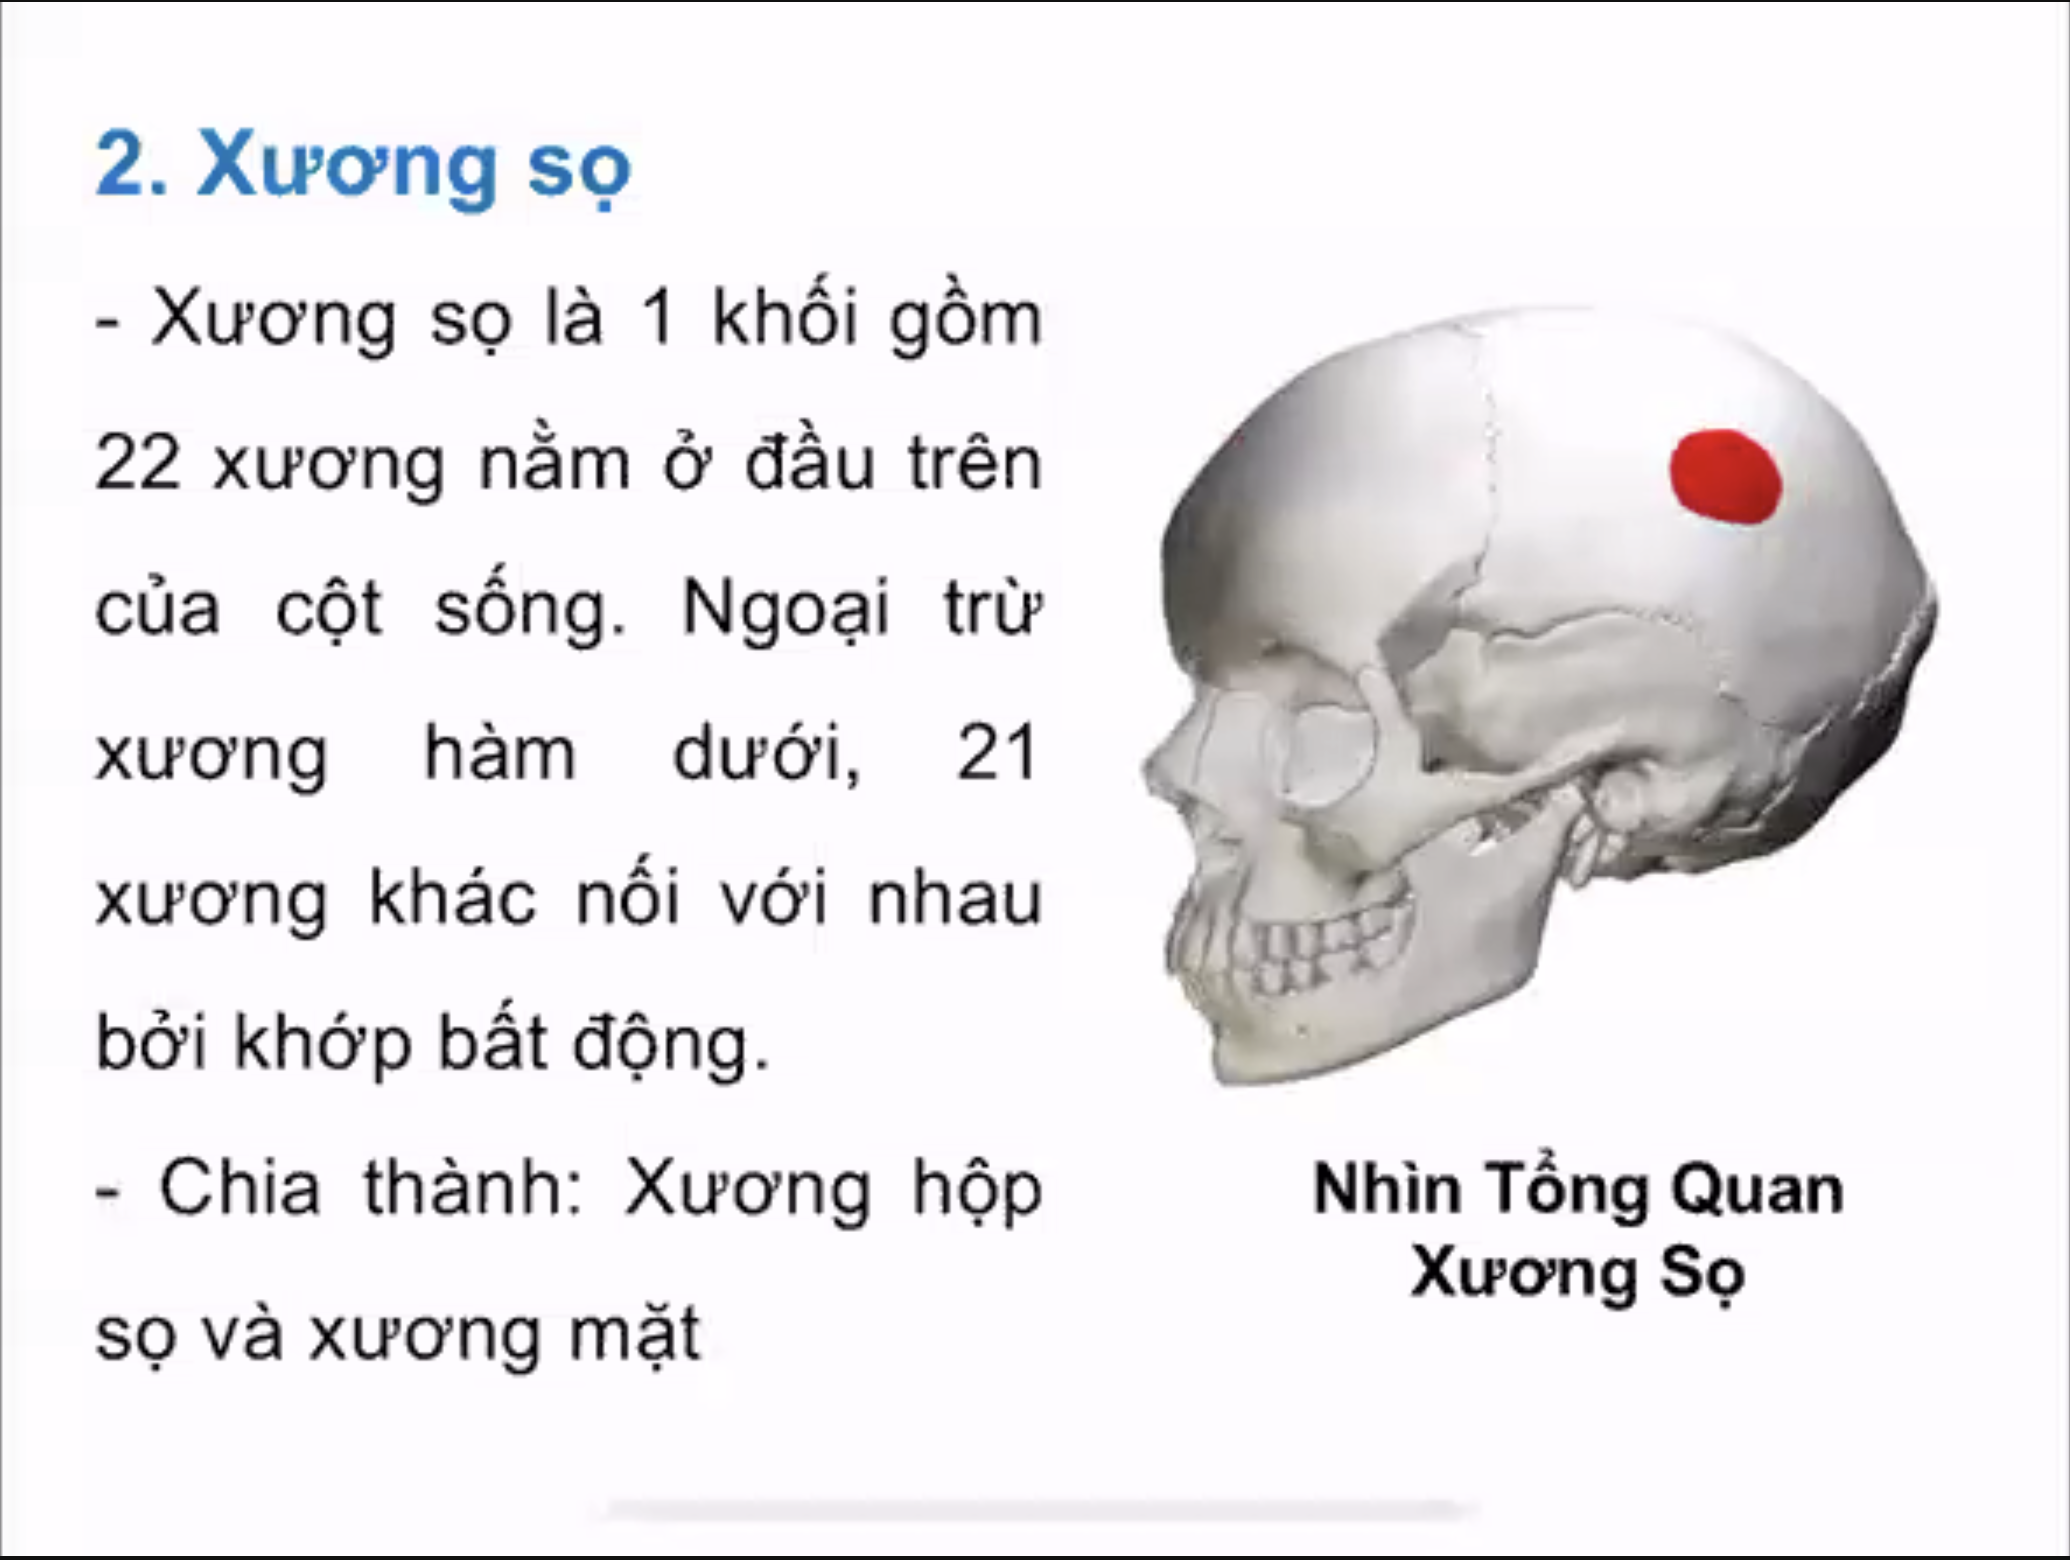 2. Xương sọ
- Xương sọ là 1 khối gồm
22 xương nằm ở đầu trên
của cột sống. Ngoại trừ
xương hàm dưới, 21
xương khác nối với nhau
bởi khớp bất động.
- Chia thành: Xương hộp
sọ và xương mặt
Nhìn Tổng Quan
Xương Sọ